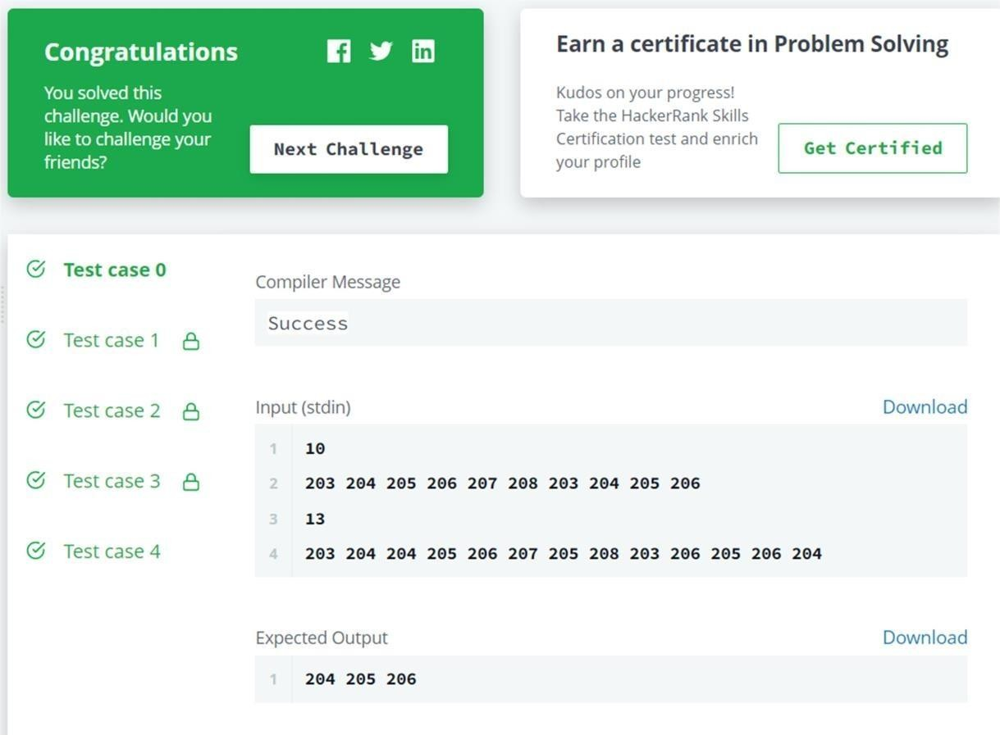 Congratulations
You solved this
challenge. Would you
like to challenge your
friends?
Next Challenge
Earn a certificate in Problem Solving
Kudos on your progress!
Take the HackerRank Skills
Certification test and enrich
your profile
Get Certified
Test case 0
Test case 1
Test case 2
Test case 3
Test case 4
Compiler Message
Success
Input (stdin)
Download
1 10
2 203 204 205 206 207 208 203 204 205 206
3 13
4 203 204 204 205 206 207 205 208 203 206 205 206 204
Expected Output
Download
1 204 205 206